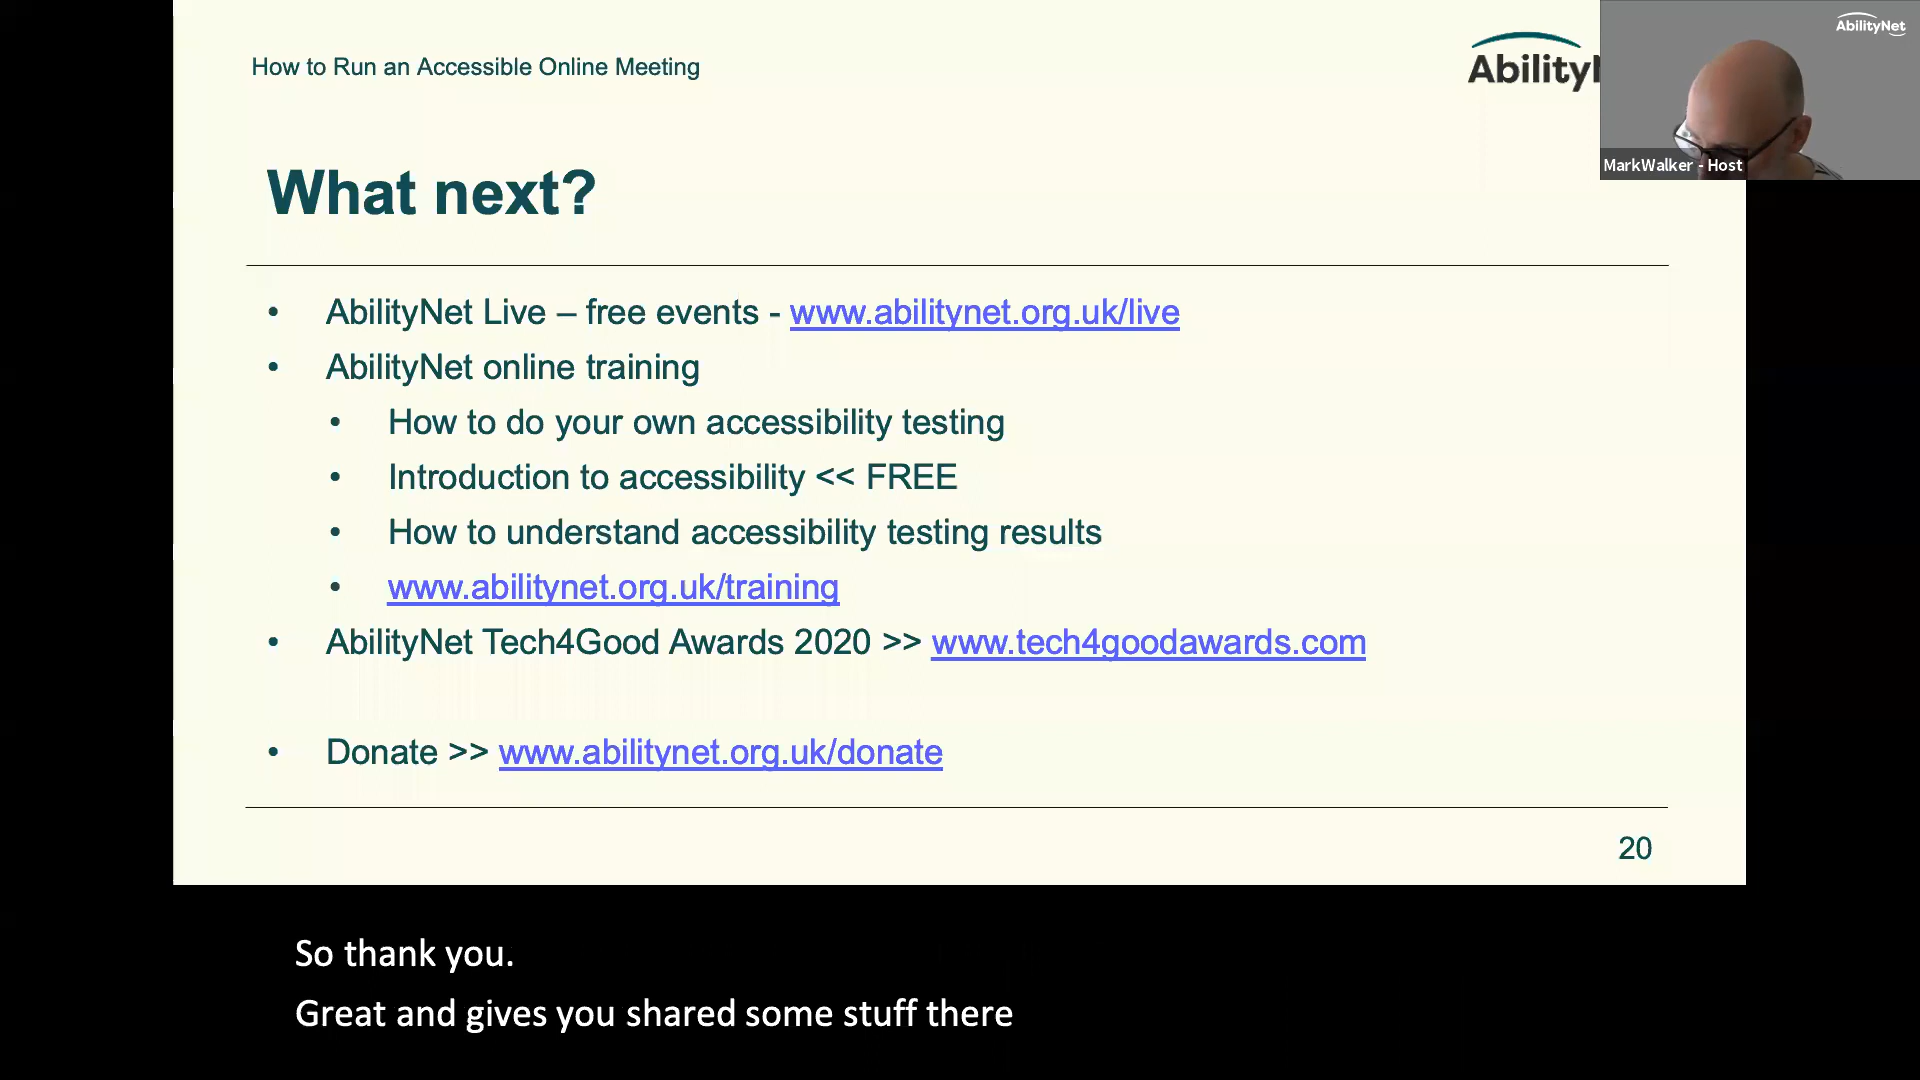 How to Run an Accessible Online Meeting
AbilityNet
MarkWalker - Host
What next?
• AbilityNet Live – free events - www.abilitynet.org.uk/live
• AbilityNet online training
• How to do your own accessibility testing
• Introduction to accessibility << FREE
• How to understand accessibility testing results
• www.abilitynet.org.uk/training
• AbilityNet Tech4Good Awards 2020 >> www.tech4goodawards.com
• Donate >> www.abilitynet.org.uk/donate
20
So thank you.
Great and gives you shared some stuff there